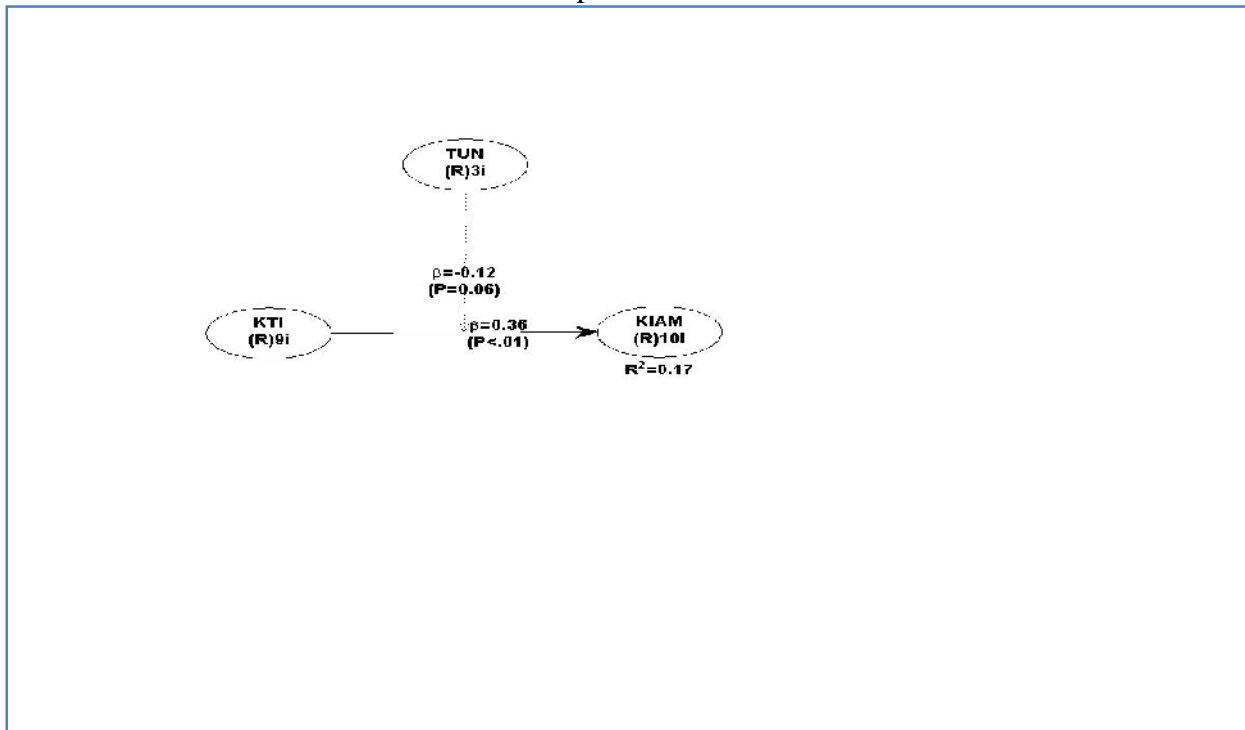 TUN
(R)3i
β=-0.12
(P=0.06)
KTI
(R)9i
β=0.36
(P<.01)
KIAM
(R)10i
R²=0.17